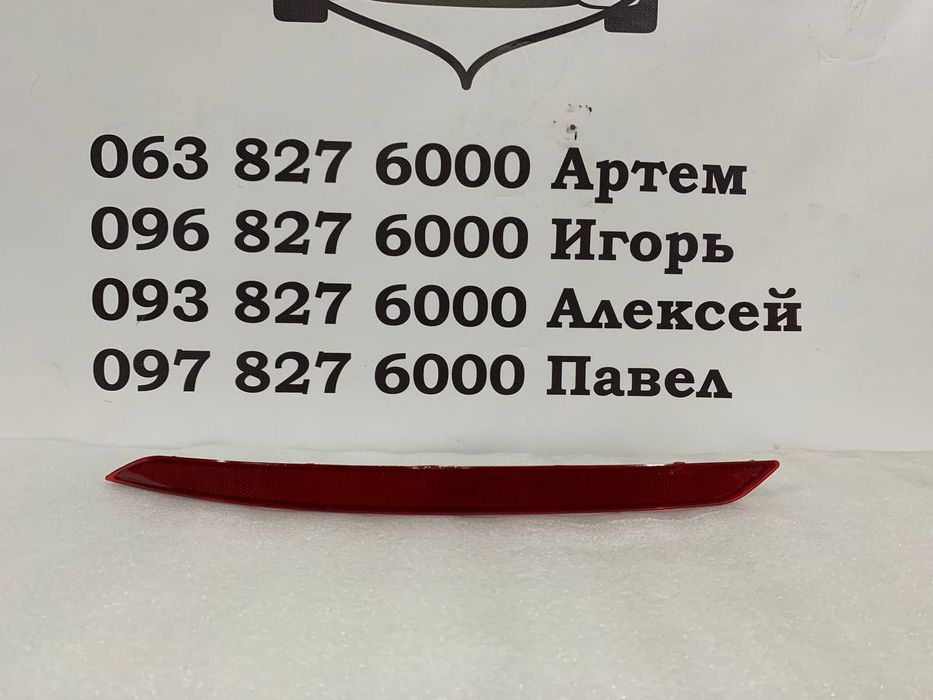 063 827 6000 Артем
096 827 6000 Игорь
093 827 6000 Алексей
097 827 6000 Павел